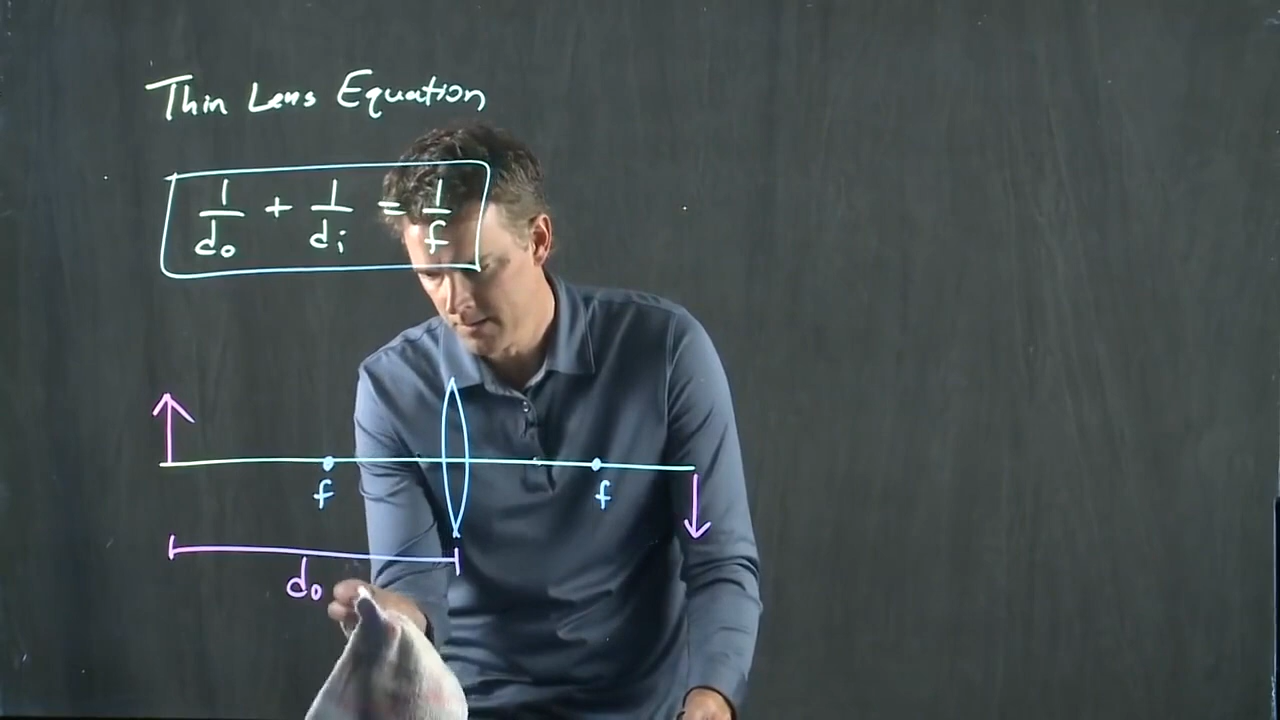 Thin Lens Equation
1/do + 1/di = 1/f
f f
do